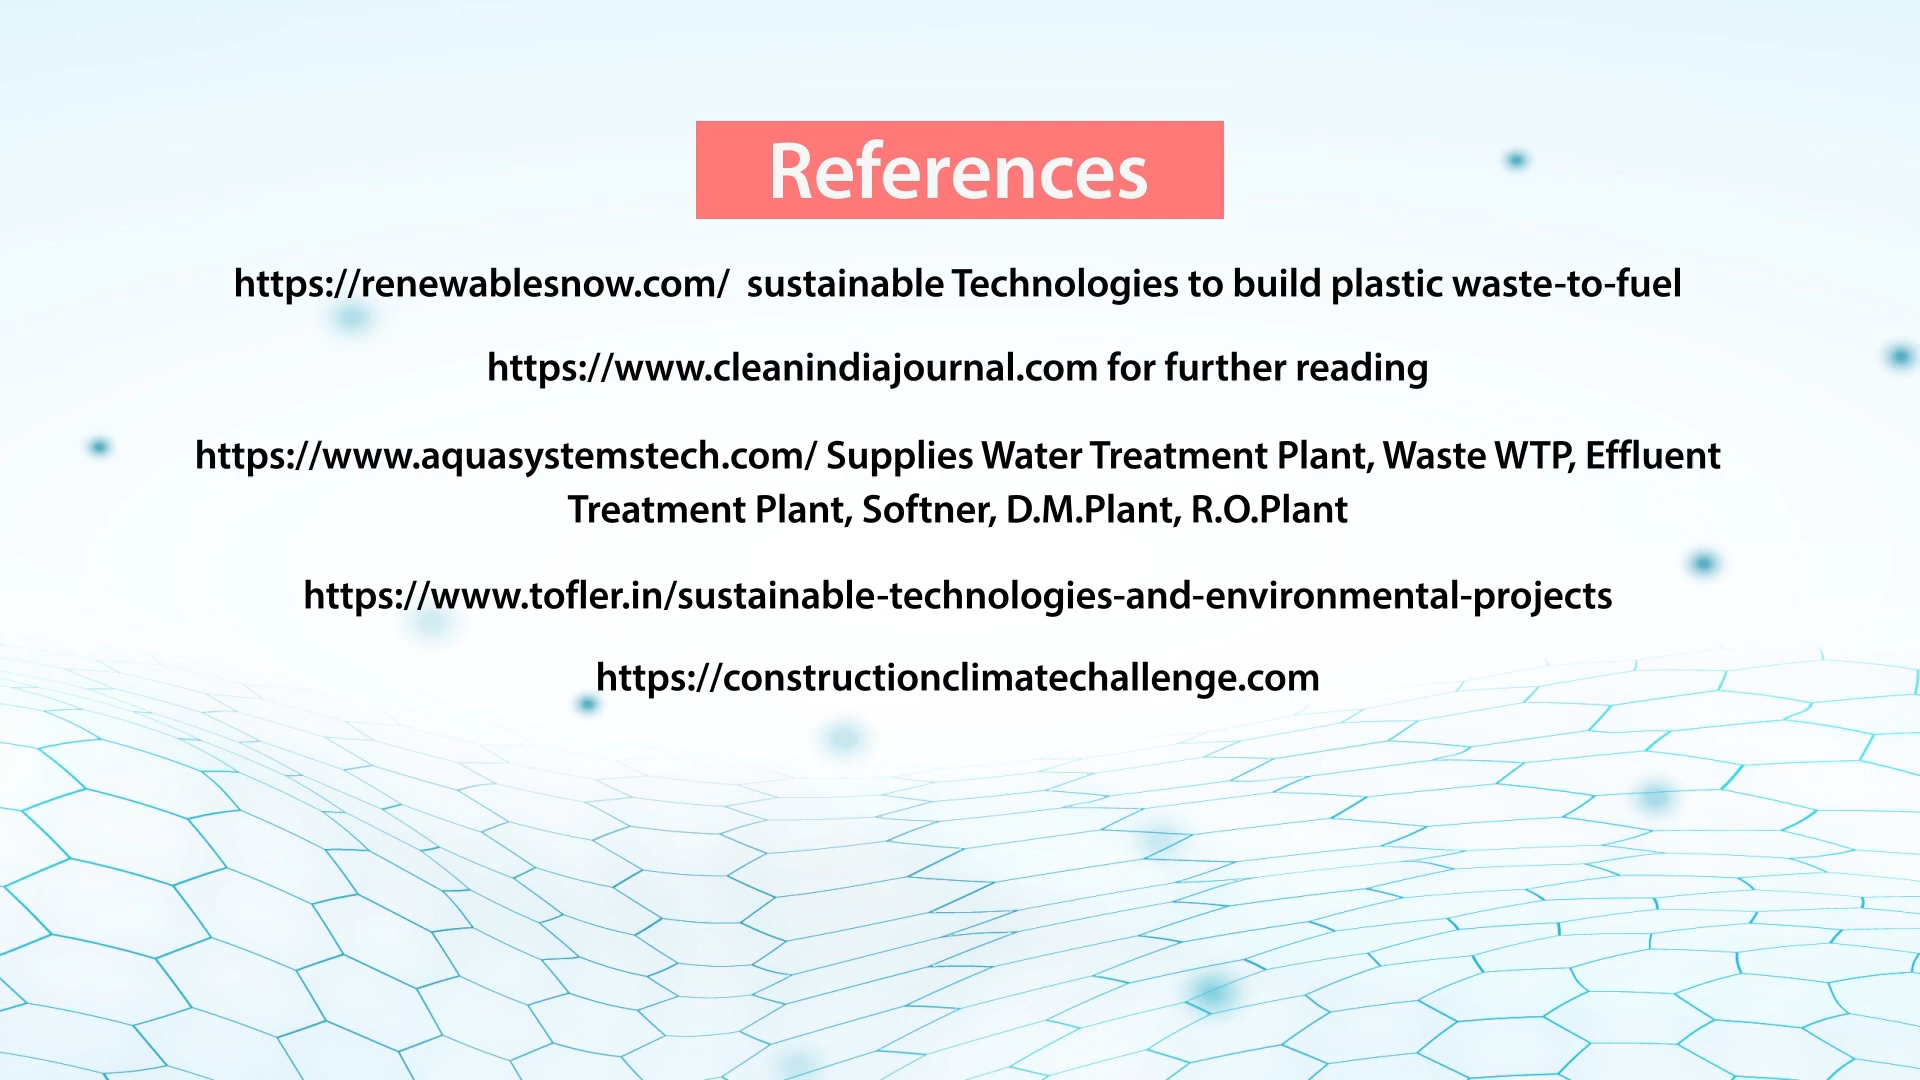 References
https://renewablesnow.com/  sustainable Technologies to build plastic waste-to-fuel
https://www.cleanindiajournal.com for further reading
https://www.aquasystemstech.com/ Supplies Water Treatment Plant, Waste WTP, Effluent
Treatment Plant, Softner, D.M.Plant, R.O.Plant
https://www.tofler.in/sustainable-technologies-and-environmental-projects
https://constructionclimatechallenge.com